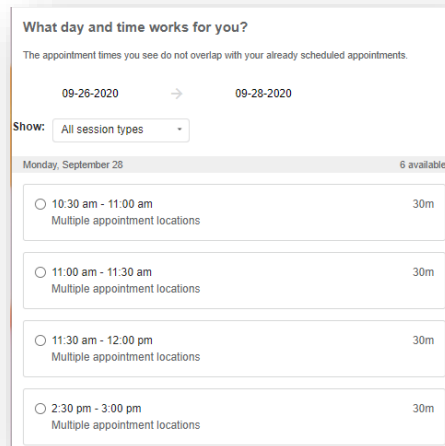 What day and time works for you?
The appointment times you see do not overlap with your already scheduled appointments.
09-26-2020 → 09-28-2020
Show: All session types
Monday, September 28 6 available
10:30 am - 11:00 am 30m
Multiple appointment locations
11:00 am - 11:30 am 30m
Multiple appointment locations
11:30 am - 12:00 pm 30m
Multiple appointment locations
2:30 pm - 3:00 pm 30m
Multiple appointment locations